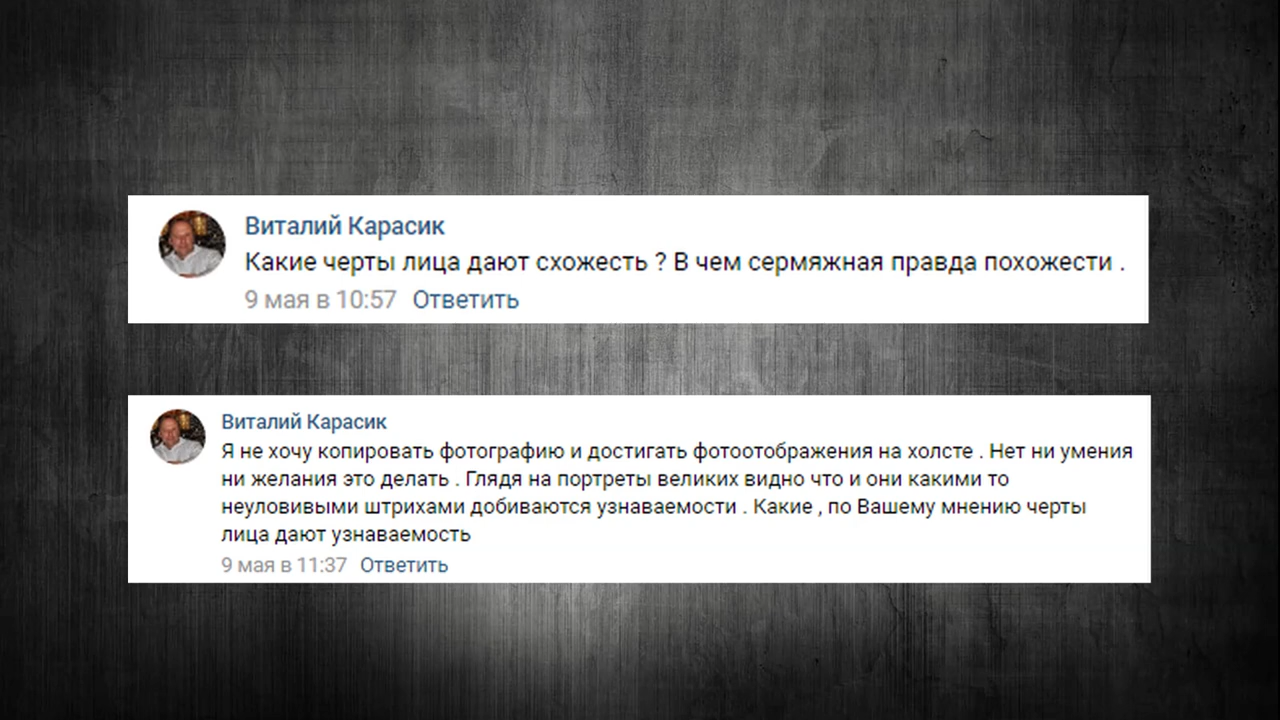 Виталий Карасик
Какие черты лица дают схожесть ? В чем сермяжная правда похожести .
9 мая в 10:57 Ответить
Виталий Карасик
Я не хочу копировать фотографию и достигать фотоотображения на холсте . Нет ни умения
ни желания это делать . Глядя на портреты великих видно что и они какими то
неуловивыми штрихами добиваются узнаваемости . Какие , по Вашему мнению черты
лица дают узнаваемость
9 мая в 11:37 Ответить